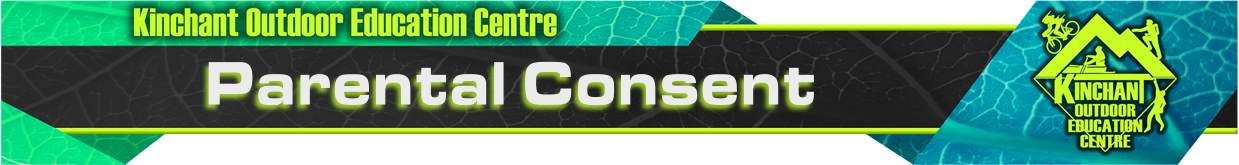 Kinchant Outdoor Education Centre
Parental Consent
KINCHANT
OUTDOOR
EDUCATION
CENTRE